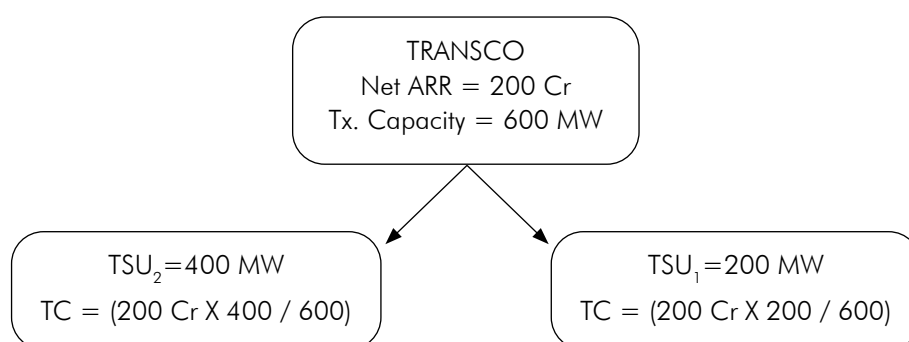 TRANSCO
Net ARR = 200 Cr
Tx. Capacity = 600 MW
TSU₂=400 MW
TC = (200 Cr X 400 / 600)
TSU₁=200 MW
TC = (200 Cr X 200 / 600)